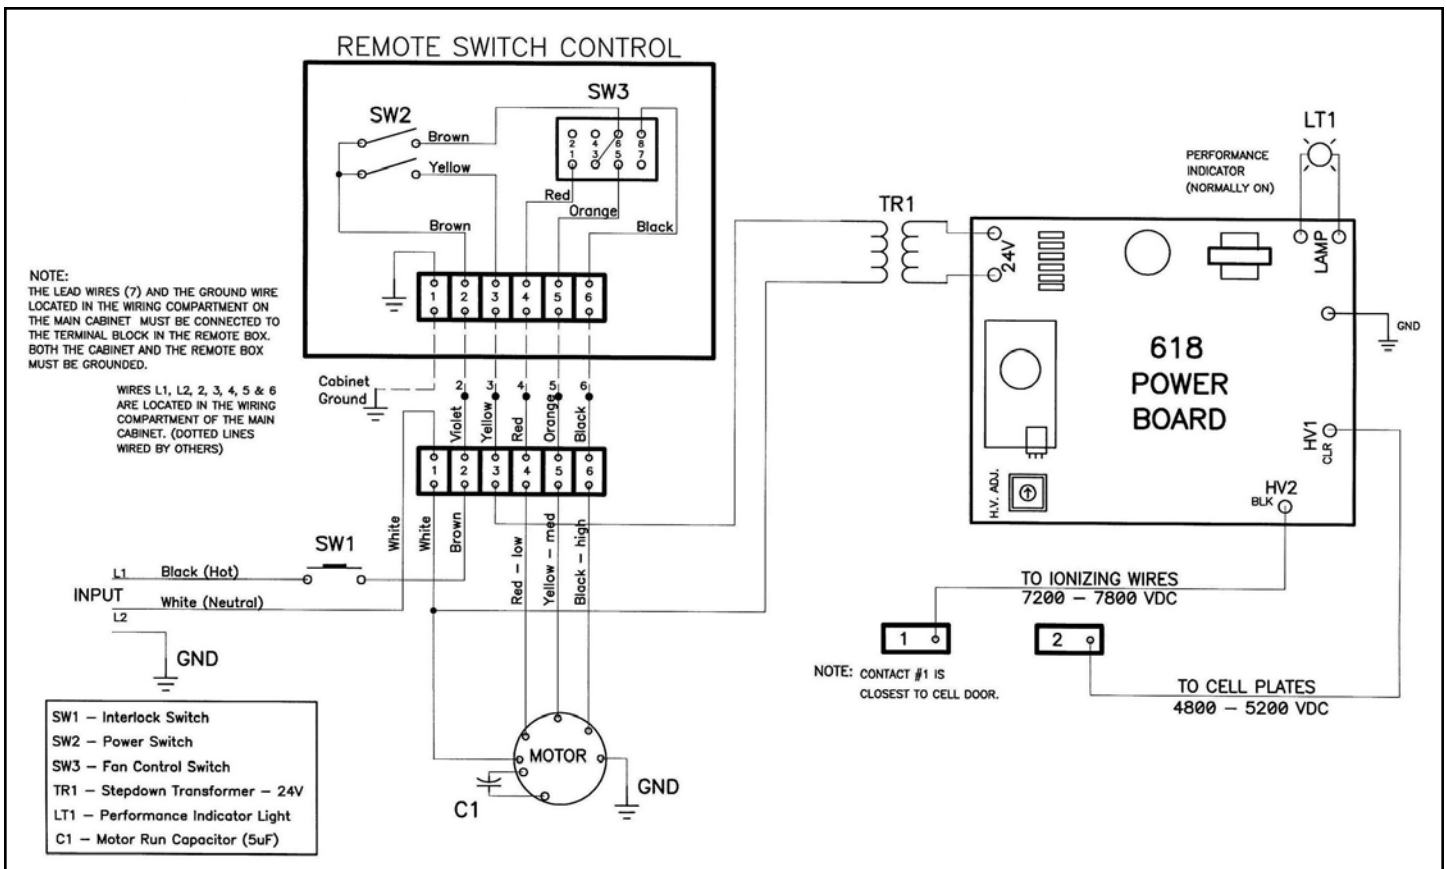 REMOTE SWITCH CONTROL
SW3
SW2
Brown
Yellow
2 4 6 8
1 3 5 7
Red
Orange
Brown
Black
1 2 3 4 5 6
NOTE:
THE LEAD WIRES (7) AND THE GROUND WIRE
LOCATED IN THE WIRING COMPARTMENT ON
THE MAIN CABINET MUST BE CONNECTED TO
THE TERMINAL BLOCK IN THE REMOTE BOX.
BOTH THE CABINET AND THE REMOTE BOX
MUST BE GROUNDED.
WIRES L1, L2, 2, 3, 4, 5 & 6
ARE LOCATED IN THE WIRING
COMPARTMENT OF THE MAIN
CABINET. (DOTTED LINES
WIRED BY OTHERS)
Cabinet
Ground
2 3 4 5 6
Violet
Yellow
Red
Orange
Black
1 2 3 4 5 6
White
White
Brown
Red – low
Yellow – med
Black – high
SW1
L1
Black (Hot)
INPUT
White (Neutral)
L2
GND
MOTOR
C1
GND
SW1 – Interlock Switch
SW2 – Power Switch
SW3 – Fan Control Switch
TR1 – Stepdown Transformer – 24V
LT1 – Performance Indicator Light
C1 – Motor Run Capacitor (5uF)
TR1
LT1
PERFORMANCE
INDICATOR
(NORMALLY ON)
24V
LAMP
GND
618
POWER
BOARD
HV1
CLR
H.V. ADJ.
HV2
BLK
TO IONIZING WIRES
7200 – 7800 VDC
1
2
NOTE: CONTACT #1 IS
CLOSEST TO CELL DOOR.
TO CELL PLATES
4800 – 5200 VDC